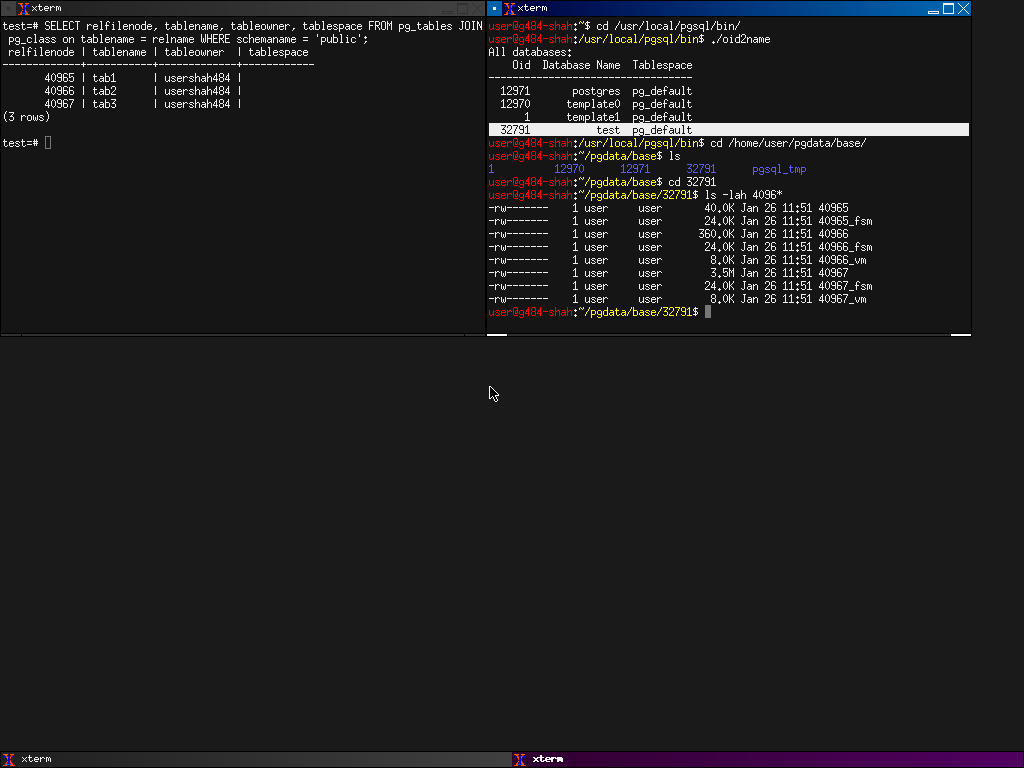 xterm
test=# SELECT relfilenode, tablename, tableowner, tablespace FROM pg_tables JOIN
 pg_class on tablename = relname WHERE schemaname = 'public';
 relfilenode | tablename | tableowner  | tablespace
-------------+-----------+-------------+------------
       40965 | tab1      | usershah484 |
       40966 | tab2      | usershah484 |
       40967 | tab3      | usershah484 |
(3 rows)
test=#
xterm
user@g484-shah:~$ cd /usr/local/pgsql/bin/
user@g484-shah:/usr/local/pgsql/bin$ ./oid2name
All databases:
    Oid  Database Name  Tablespace
----------------------------------
  12971       postgres  pg_default
  12970      template0  pg_default
      1      template1  pg_default
  32791           test  pg_default
user@g484-shah:/usr/local/pgsql/bin$ cd /home/user/pgdata/base/
user@g484-shah:~/pgdata/base$ ls
1          12970      12971      32791      pgsql_tmp
user@g484-shah:~/pgdata/base$ cd 32791
user@g484-shah:~/pgdata/base/32791$ ls -lah 4096*
-rw-------    1 user     user       40.0K Jan 26 11:51 40965
-rw-------    1 user     user       24.0K Jan 26 11:51 40965_fsm
-rw-------    1 user     user      360.0K Jan 26 11:51 40966
-rw-------    1 user     user       24.0K Jan 26 11:51 40966_fsm
-rw-------    1 user     user        8.0K Jan 26 11:51 40966_vm
-rw-------    1 user     user        3.5M Jan 26 11:51 40967
-rw-------    1 user     user       24.0K Jan 26 11:51 40967_fsm
-rw-------    1 user     user        8.0K Jan 26 11:51 40967_vm
user@g484-shah:~/pgdata/base/32791$
xterm
xterm